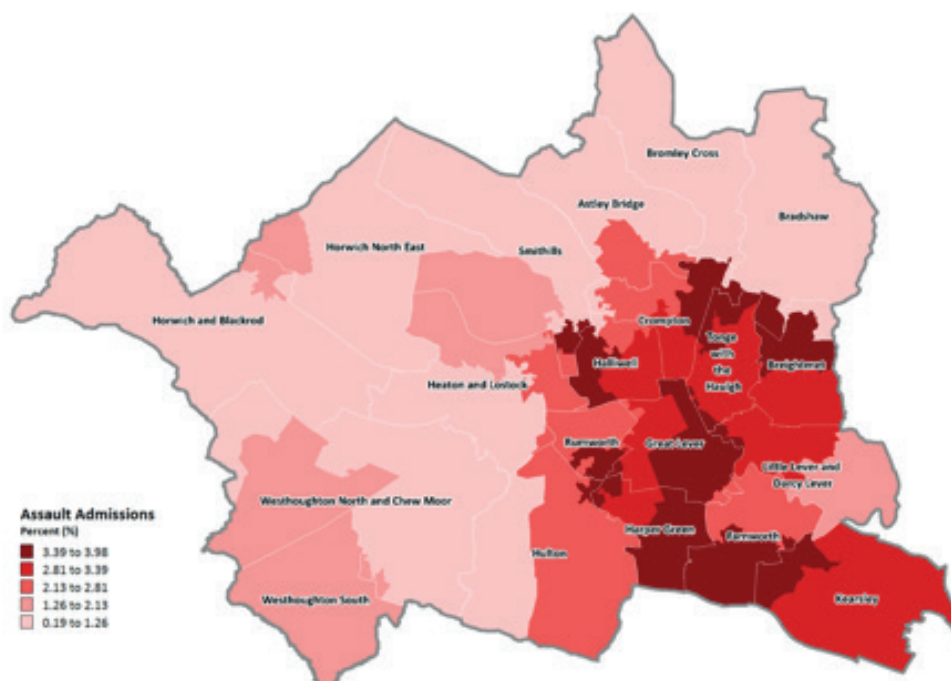 Bromley Cross
Astley Bridge
Bradshaw
Horwich North East
Smithills
Horwich and Blackrod
Crompton
Tonge
with
the
Haulgh
Halliwell
Breightmet
Heaton and Lostock
Rumworth
Great Lever
Little Lever and
Darcy Lever
Westhoughton North and Chew Moor
Harper Green
Farnworth
Hulton
Westhoughton South
Kearsley
Assault Admissions
Percent (%)
3.39 to 3.98
2.81 to 3.39
2.13 to 2.81
1.26 to 2.13
0.19 to 1.26